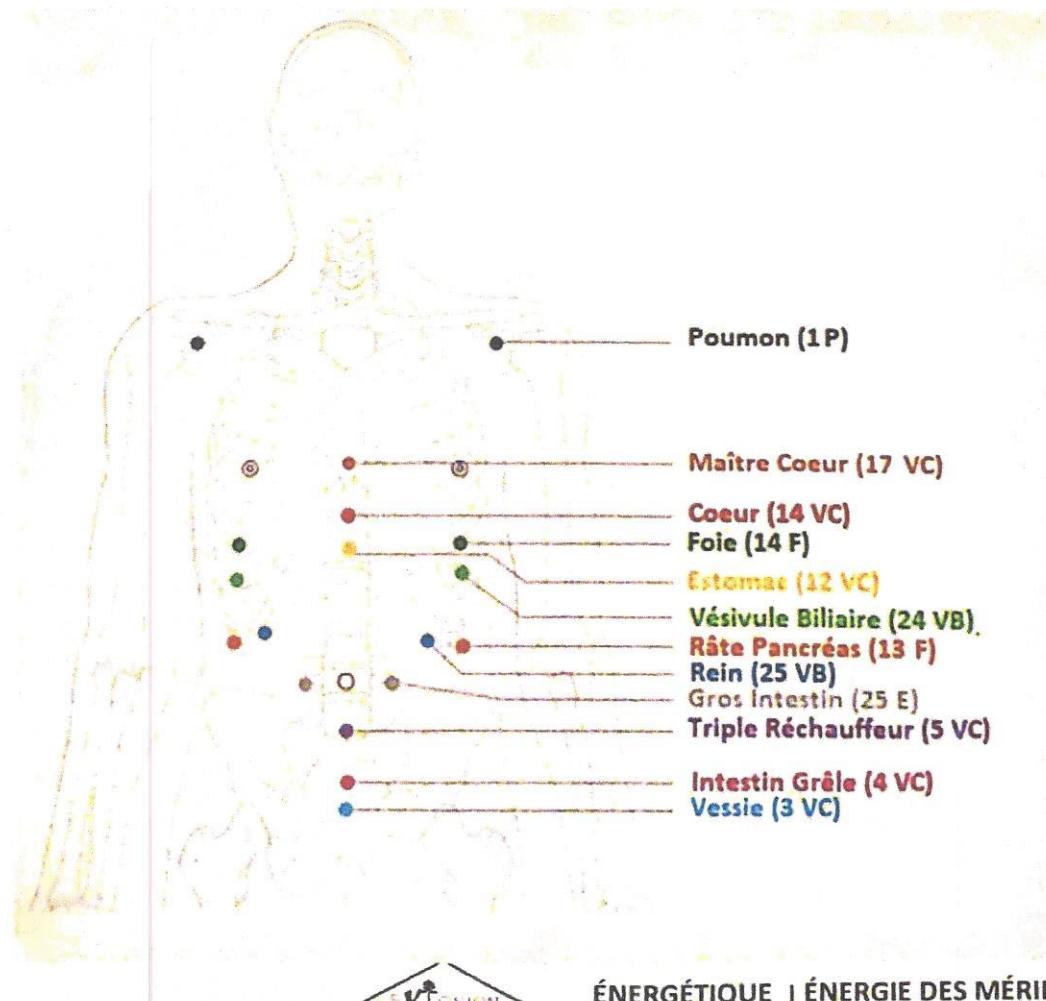 Poumon (1 P)
Maître Coeur (17 VC)
Coeur (14 VC)
Foie (14 F)
Estomac (12 VC)
Vésivule Biliaire (24 VB).
Râte Pancréas (13 F)
Rein (25 VB)
Gros Intestin (25 E)
Triple Réchauffeur (5 VC)
Intestin Grêle (4 VC)
Vessie (3 VC)
ÉNERGÉTIQUE | ÉNERGIE DES